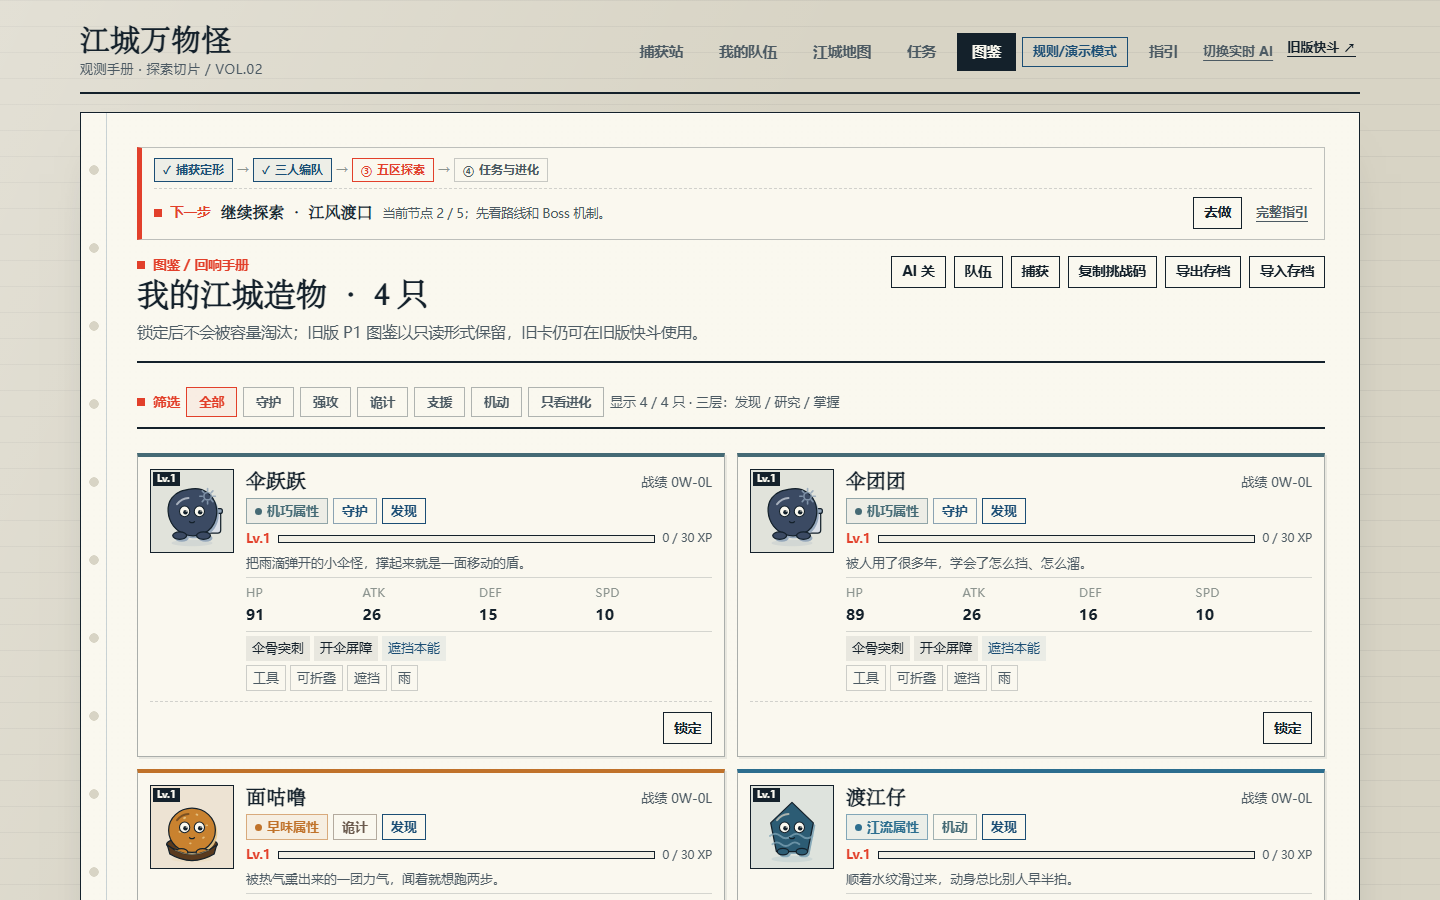 江城万物怪
观测手册 · 探索切片 / VOL.02
捕获站 我的队伍 江城地图 任务 图鉴 规则/演示模式 指引 切换实时 AI 旧版快斗 ↗
✓ 捕获定形 → ✓ 三人编队 → ③ 五区探索 → ④ 任务与进化
下一步 继续探索 · 江风渡口 当前节点 2 / 5；先看路线和 Boss 机制。 去做 完整指引
图鉴 / 回响手册
AI 关 队伍 捕获 复制挑战码 导出存档 导入存档
我的江城造物 · 4 只
锁定后不会被容量淘汰；旧版 P1 图鉴以只读形式保留，旧卡仍可在旧版快斗使用。
筛选 全部 守护 强攻 诡计 支援 机动 只看进化 显示 4 / 4 只 · 三层：发现 / 研究 / 掌握
Lv.1 伞跃跃 战绩 0W-0L
机巧属性 守护 发现
Lv.1 0 / 30 XP
把雨滴弹开的小伞怪，撑起来就是一面移动的盾。
HP ATK DEF SPD
91 26 15 10
伞骨突刺 开伞屏障 遮挡本能
工具 可折叠 遮挡 雨
锁定
Lv.1 伞团团 战绩 0W-0L
机巧属性 守护 发现
Lv.1 0 / 30 XP
被人用了很多年，学会了怎么挡、怎么溜。
HP ATK DEF SPD
89 26 16 10
伞骨突刺 开伞屏障 遮挡本能
工具 可折叠 遮挡 雨
锁定
Lv.1 面咕噜 战绩 0W-0L
早味属性 诡计 发现
Lv.1 0 / 30 XP
被热气熏出来的一团力气，闻着就想跑两步。
Lv.1 渡江仔 战绩 0W-0L
江流属性 机动 发现
Lv.1 0 / 30 XP
顺着水纹滑过来，动身总比别人早半拍。